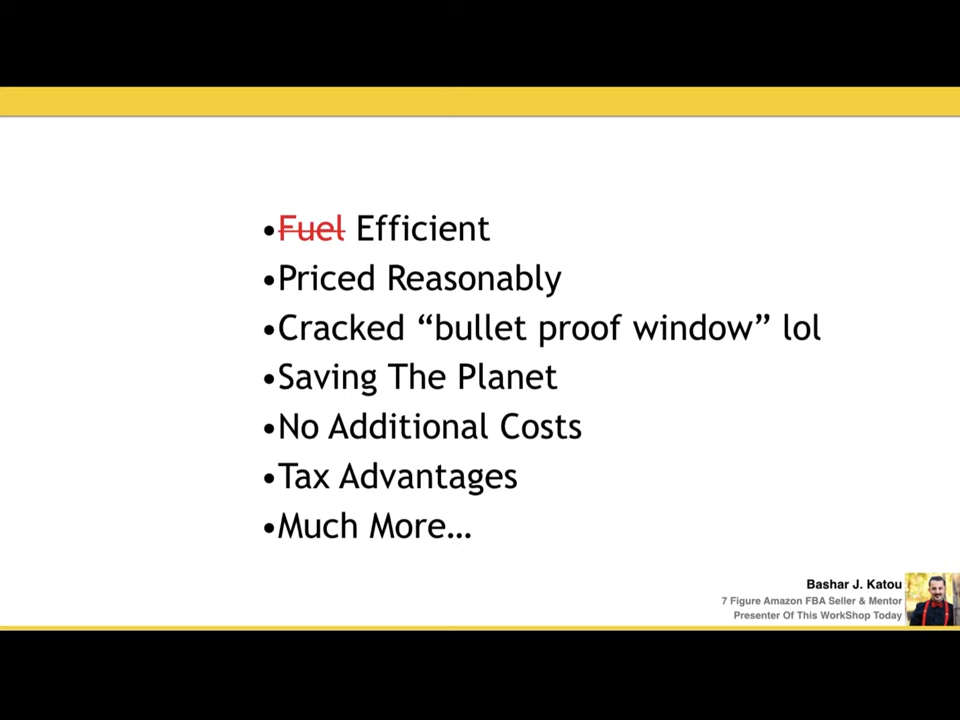 •Fuel Efficient
•Priced Reasonably
•Cracked “bullet proof window” lol
•Saving The Planet
•No Additional Costs
•Tax Advantages
•Much More…
Bashar J. Katou
7 Figure Amazon FBA Seller & Mentor
Presenter Of This WorkShop Today